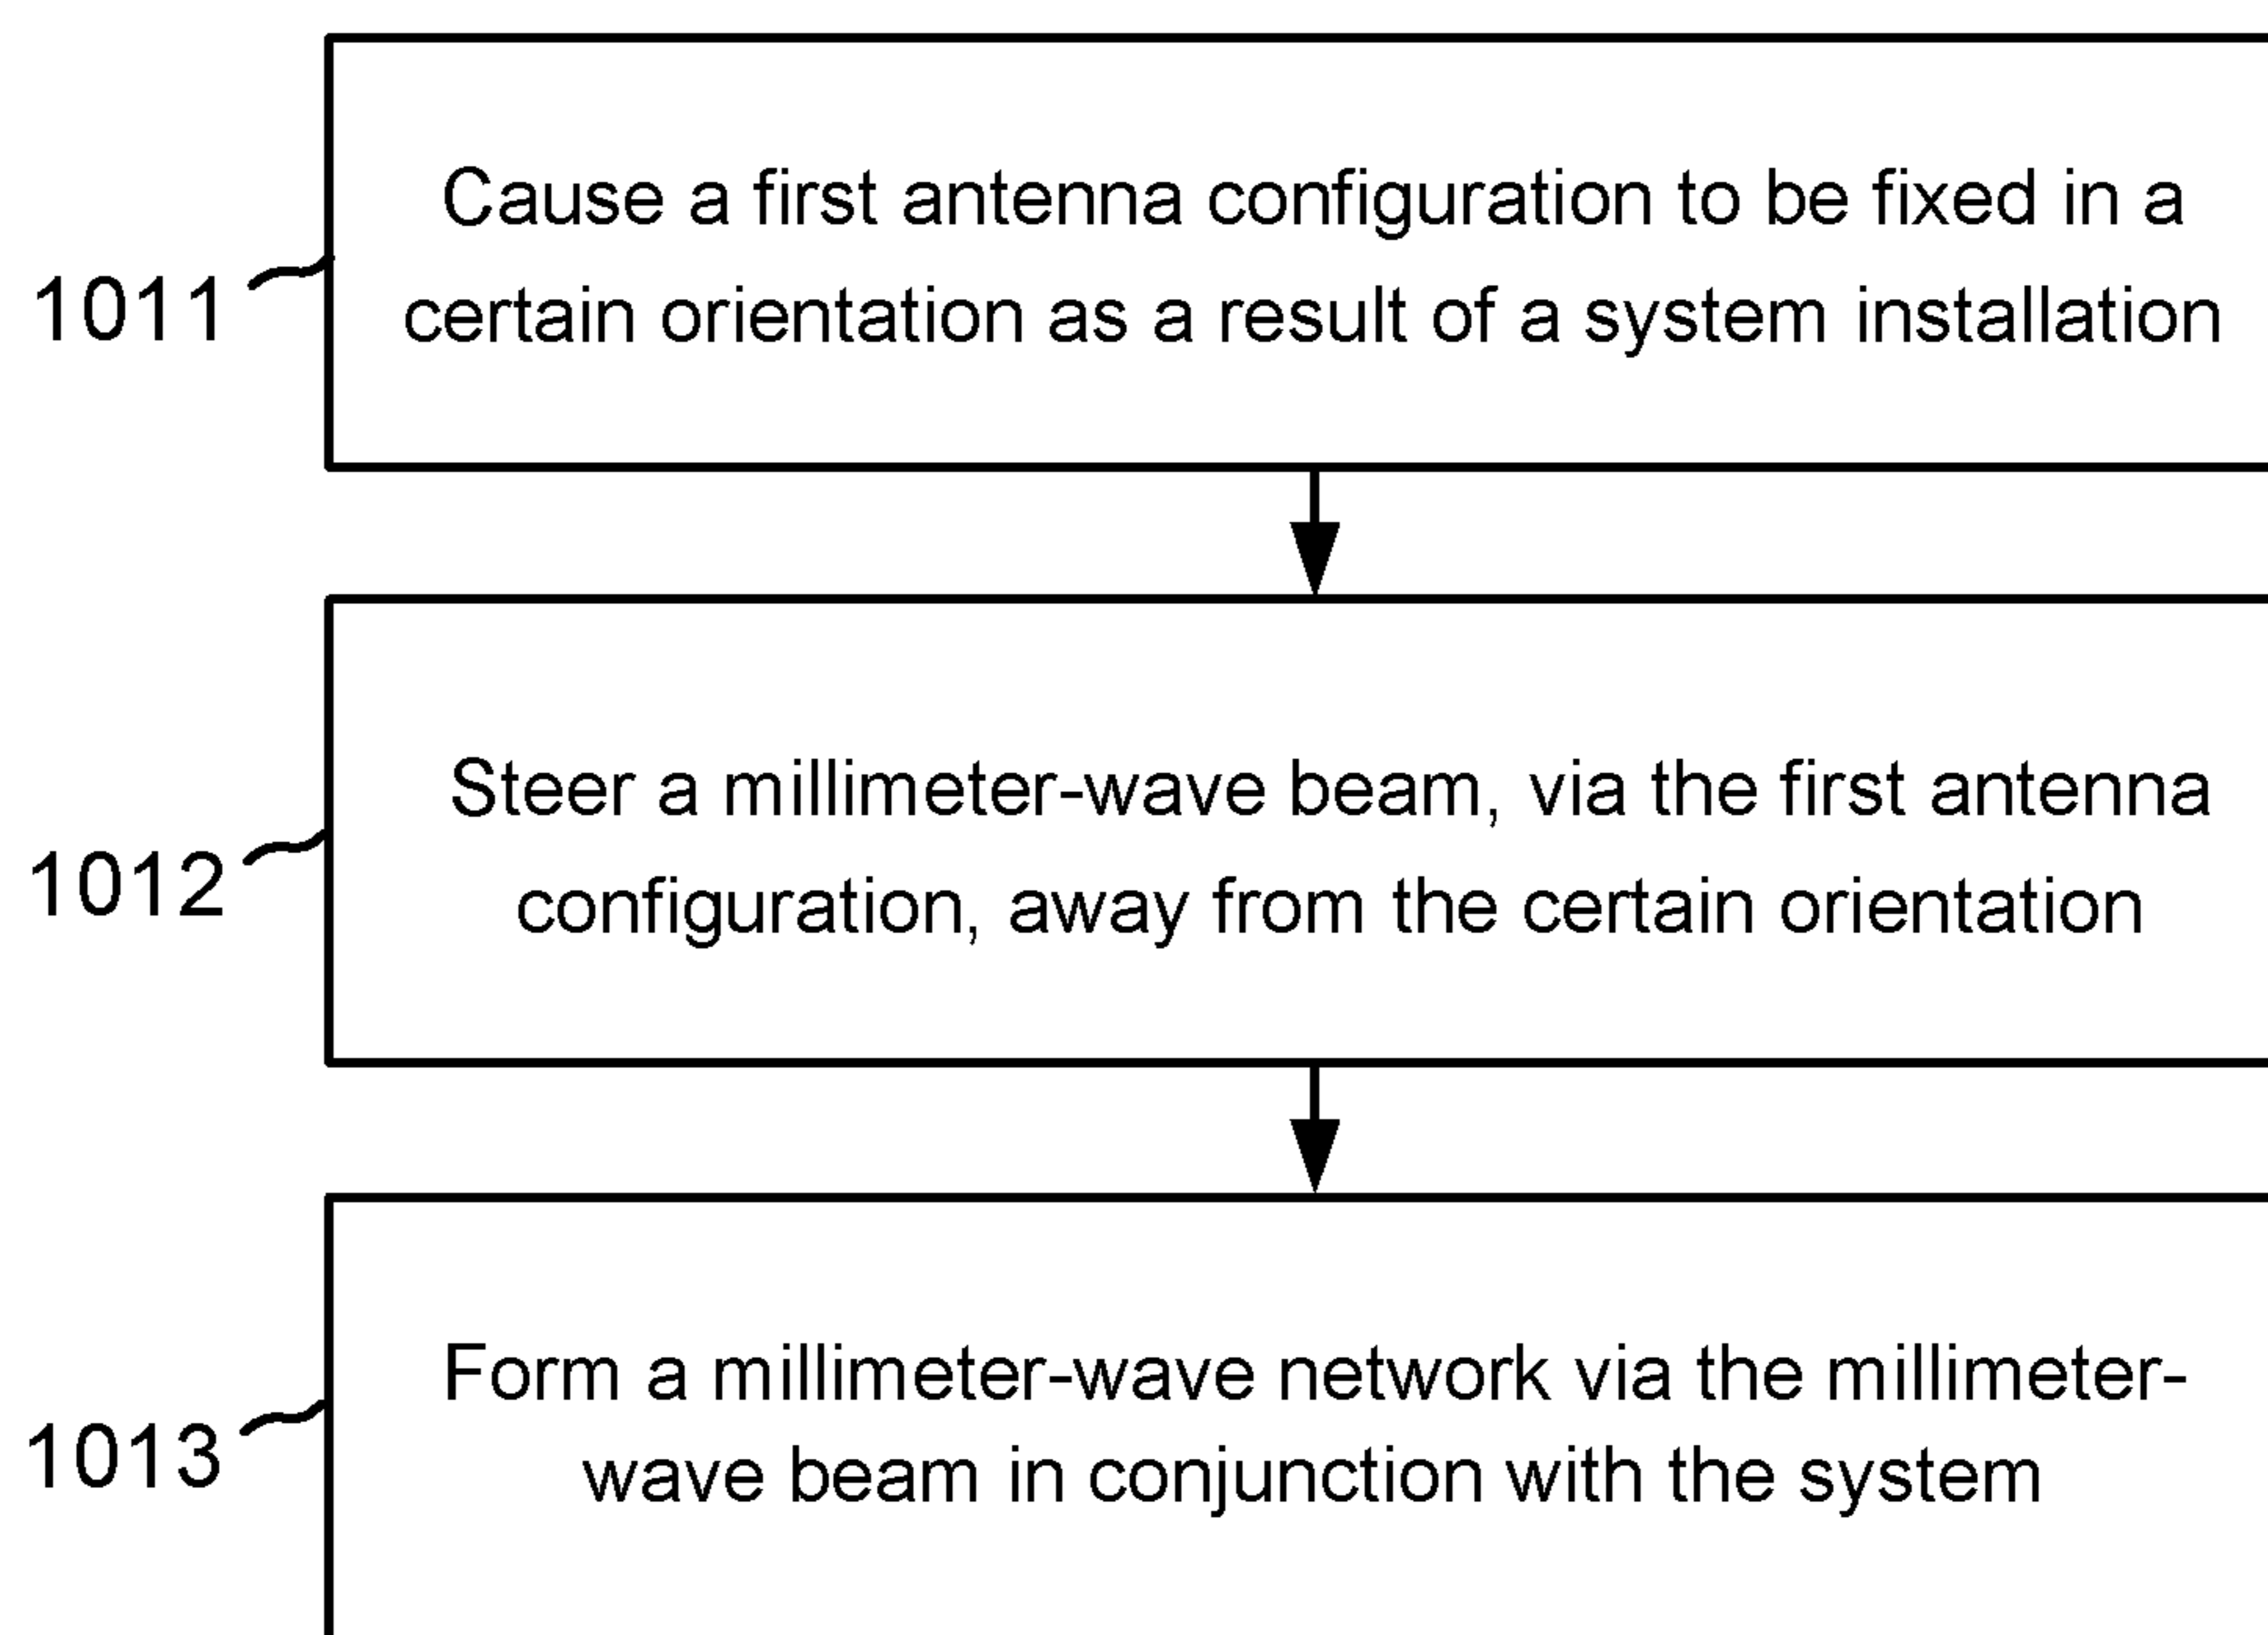 Cause a first antenna configuration to be fixed in a
1011
certain orientation as a result of a system installation
Steer a millimeter-wave beam, via the first antenna
1012
configuration, away from the certain orientation
Form a millimeter-wave network via the millimeter-
1013
wave beam in conjunction with the system